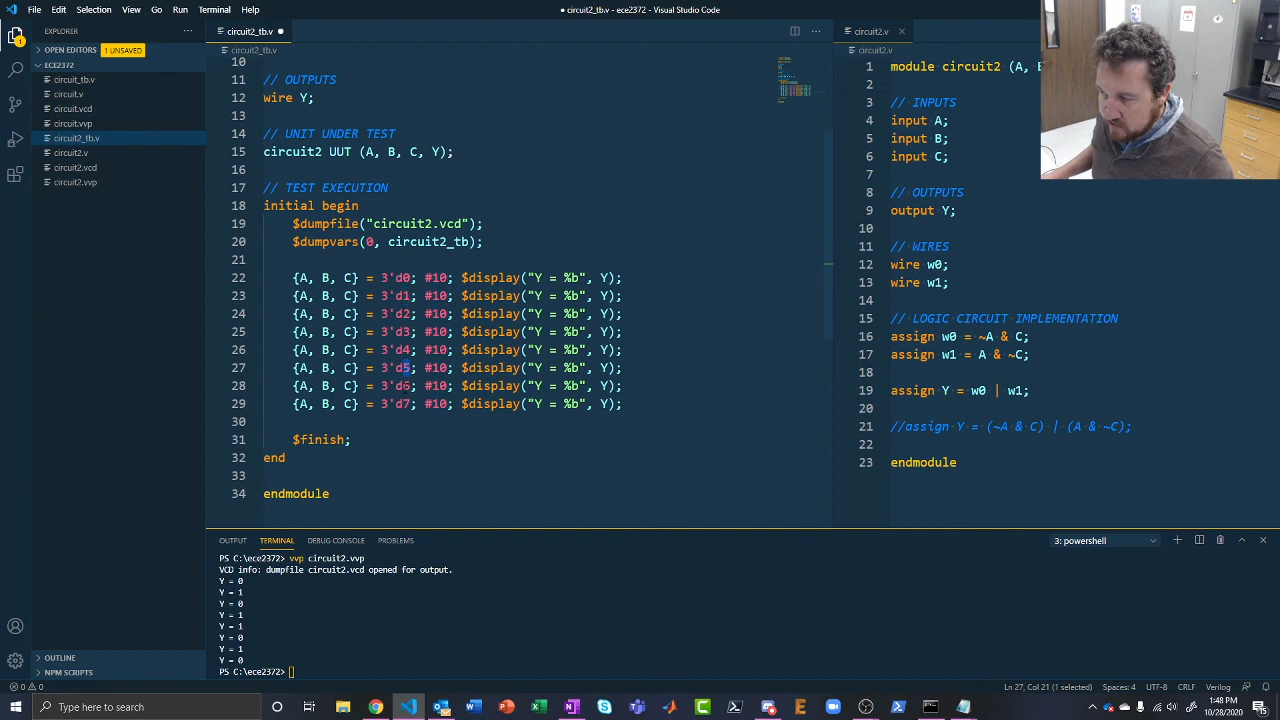 File Edit Selection View Go Run Terminal Help
circuit2_tb.v - ece2372 - Visual Studio Code
EXPLORER
OPEN EDITORS 1 UNSAVED
ECE2372
circuit_tb.v
circuit.v
circuit.vcd
circuit.vvp
circuit2_tb.v
circuit2.v
circuit2.vcd
circuit2.vvp
OUTLINE
NPM SCRIPTS
circuit2_tb.v
circuit2_tb.v
10
11 // OUTPUTS
12 wire Y;
13
14 // UNIT UNDER TEST
15 circuit2 UUT (A, B, C, Y);
16
17 // TEST EXECUTION
18 initial begin
19 $dumpfile("circuit2.vcd");
20 $dumpvars(0, circuit2_tb);
21
22 {A, B, C} = 3'd0; #10; $display("Y = %b", Y);
23 {A, B, C} = 3'd1; #10; $display("Y = %b", Y);
24 {A, B, C} = 3'd2; #10; $display("Y = %b", Y);
25 {A, B, C} = 3'd3; #10; $display("Y = %b", Y);
26 {A, B, C} = 3'd4; #10; $display("Y = %b", Y);
27 {A, B, C} = 3'd5; #10; $display("Y = %b", Y);
28 {A, B, C} = 3'd6; #10; $display("Y = %b", Y);
29 {A, B, C} = 3'd7; #10; $display("Y = %b", Y);
30
31 $finish;
32 end
33
34 endmodule
circuit2.v
circuit2.v
1 module circuit2 (A, B
2
3 // INPUTS
4 input A;
5 input B;
6 input C;
7
8 // OUTPUTS
9 output Y;
10
11 // WIRES
12 wire w0;
13 wire w1;
14
15 // LOGIC CIRCUIT IMPLEMENTATION
16 assign w0 = ~A & C;
17 assign w1 = A & ~C;
18
19 assign Y = w0 | w1;
20
21 //assign Y = (~A & C) | (A & ~C);
22
23 endmodule
OUTPUT TERMINAL DEBUG CONSOLE PROBLEMS
3: powershell
PS C:\ece2372> vvp circuit2.vvp
VCD info: dumpfile circuit2.vcd opened for output.
Y = 0
Y = 1
Y = 0
Y = 1
Y = 1
Y = 0
Y = 1
Y = 0
PS C:\ece2372>
0 0
Ln 27, Col 21 (1 selected) Spaces: 4 UTF-8 CRLF Verilog
Type here to search
1:48 PM
10/28/2020